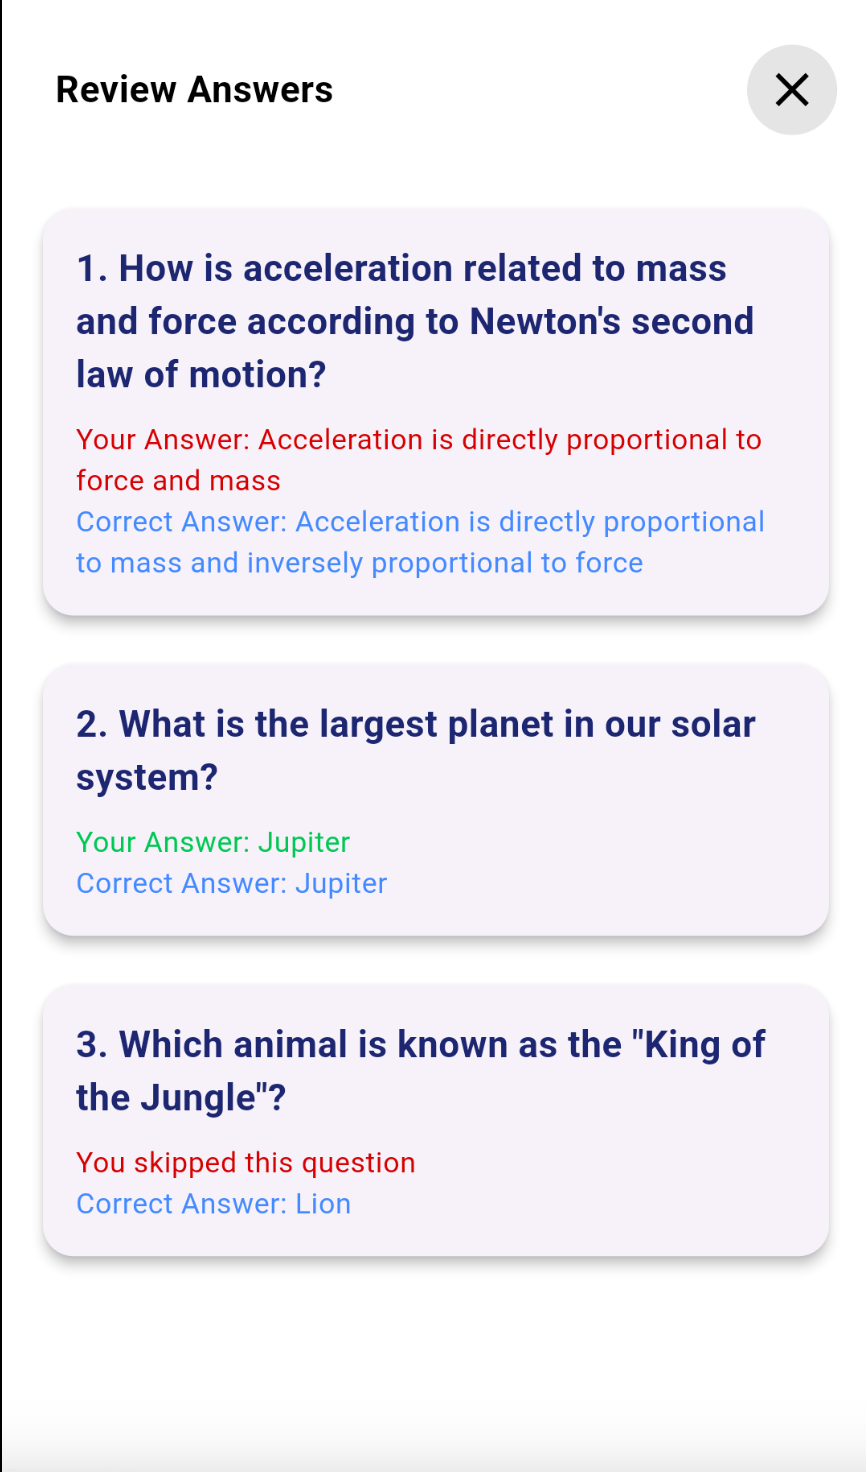 Review Answers
1. How is acceleration related to mass
and force according to Newton's second
law of motion?
Your Answer: Acceleration is directly proportional to
force and mass
Correct Answer: Acceleration is directly proportional
to mass and inversely proportional to force
2. What is the largest planet in our solar
system?
Your Answer: Jupiter
Correct Answer: Jupiter
3. Which animal is known as the "King of
the Jungle"?
You skipped this question
Correct Answer: Lion